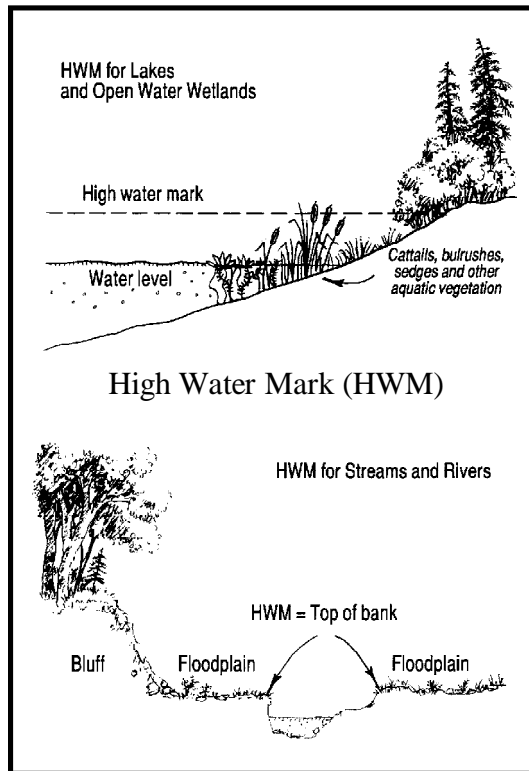 HWM for Lakes
and Open Water Wetlands
High water mark
Water level
Cattails, bulrushes,
sedges and other
aquatic vegetation
High Water Mark (HWM)
HWM for Streams and Rivers
HWM = Top of bank
Bluff
Floodplain
Floodplain